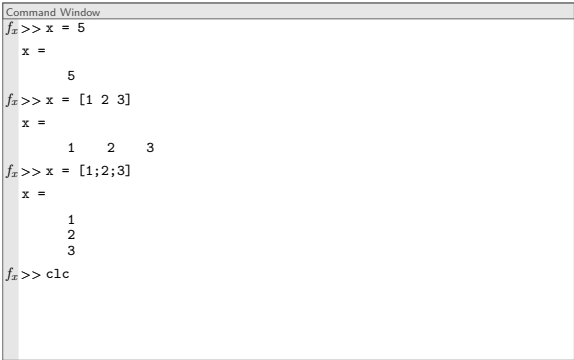 Command Window
fx >> x = 5
x =
5
fx >> x = [1 2 3]
x =
1 2 3
fx >> x = [1;2;3]
x =
1
2
3
fx >> clc